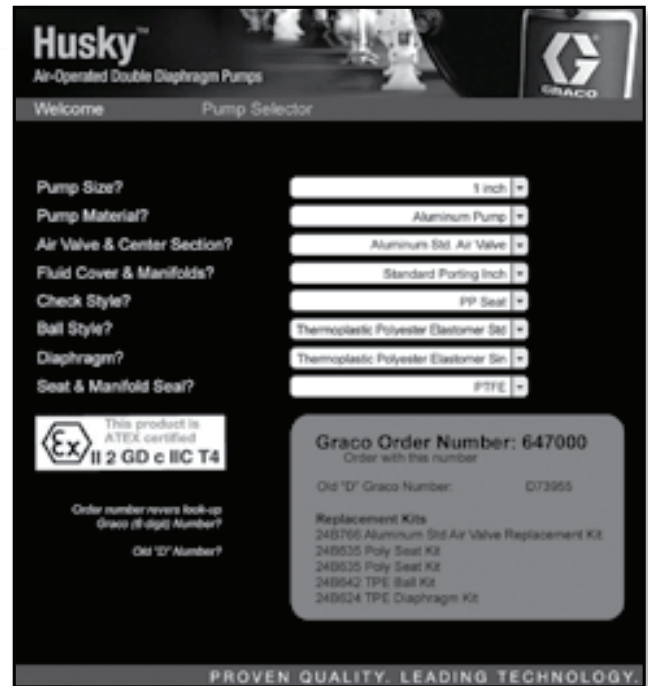 Husky™
Air-Operated Double Diaphragm Pumps
GRACO
Welcome Pump Selector
Pump Size? 1 inch
Pump Material? Aluminum Pump
Air Valve & Center Section? Aluminum Std. Air Valve
Fluid Cover & Manifolds? Standard Porting Inch
Check Style? PP Seat
Ball Style? Thermoplastic Polyester Elastomer Std
Diaphragm? Thermoplastic Polyester Elastomer Sin
Seat & Manifold Seal? PTFE
This product is
ATEX certified
Ex II 2 GD c IIC T4
Order number revers look-up
Graco (6 digit) Number?
Old "D" Number?
Graco Order Number: 647000
Order with this number
Old "D" Graco Number: D73955
Replacement Kits
24B766 Aluminum Std Air Valve Replacement Kit
24B635 Poly Seat Kit
24B635 Poly Seat Kit
24B642 TPE Ball Kit
24B624 TPE Diaphragm Kit
PROVEN QUALITY. LEADING TECHNOLOGY.